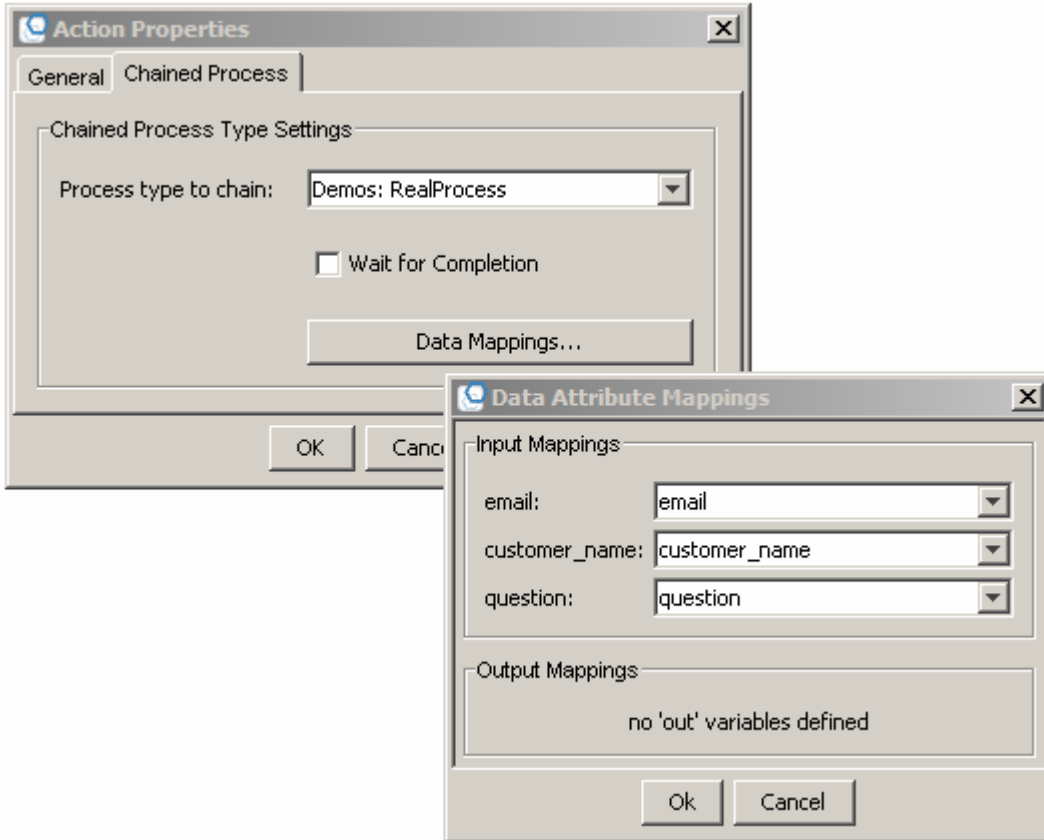 Action Properties
General Chained Process
Chained Process Type Settings
Process type to chain: Demos: RealProcess
Wait for Completion
Data Mappings...
OK
Data Attribute Mappings
Input Mappings
email: email
customer_name: customer_name
question: question
Output Mappings
no 'out' variables defined
Ok Cancel